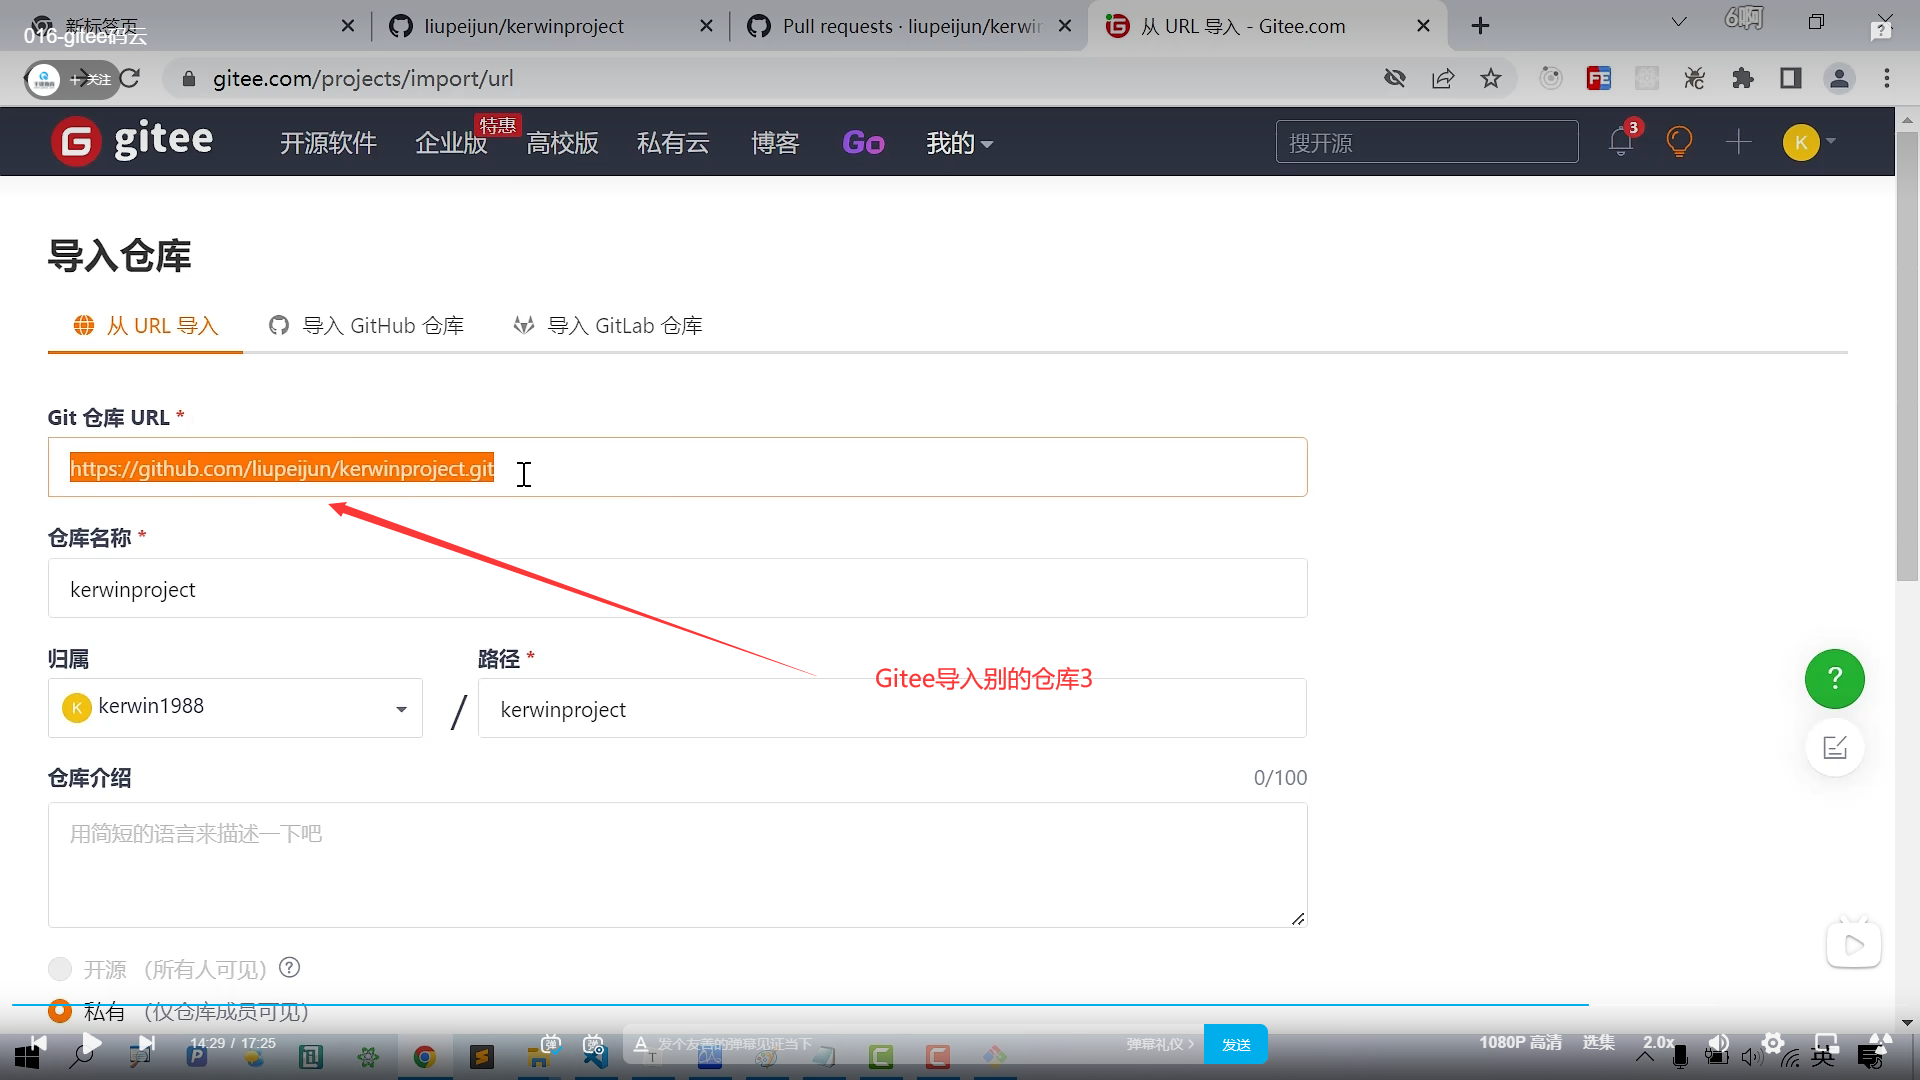 新标签页
016-gitee码云
liupeijun/kerwinproject
Pull requests · liupeijun/kerwin
从 URL 导入 - Gitee.com
6啊
+ 关注
gitee.com/projects/import/url
FE
gitee
开源软件
企业版
特惠
高校版
私有云
博客
Go
我的
搜开源
3
K
导入仓库
从 URL 导入
导入 GitHub 仓库
导入 GitLab 仓库
Git 仓库 URL *
https://github.com/liupeijun/kerwinproject.git
仓库名称 *
kerwinproject
归属
路径 *
Gitee导入别的仓库3
K kerwin1988
/
kerwinproject
?
仓库介绍
0/100
用简短的语言来描述一下吧
开源 （所有人可见） ?
私有 （仅仓库成员可见）
14:29 / 17:25
发个友善的弹幕见证当下
弹幕礼仪 >
发送
1080P 高清
选集
2.0x
英